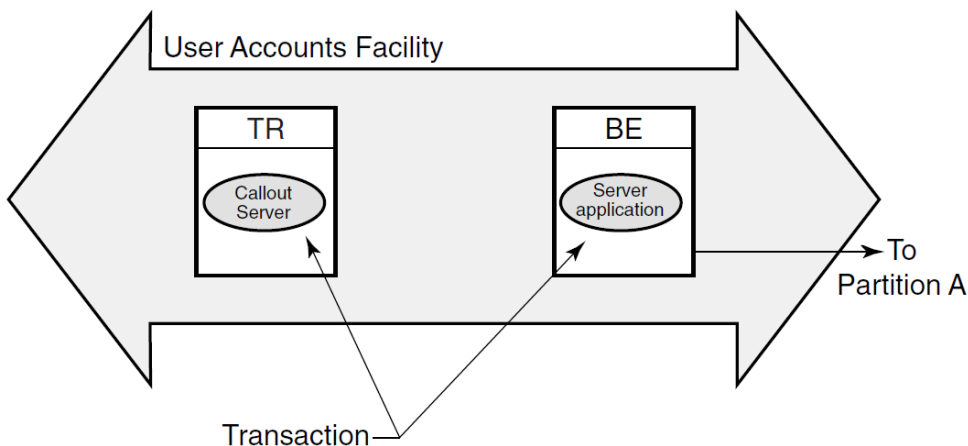 User Accounts Facility
TR
BE
Callout
Server
Server
application
To
Partition A
Transaction